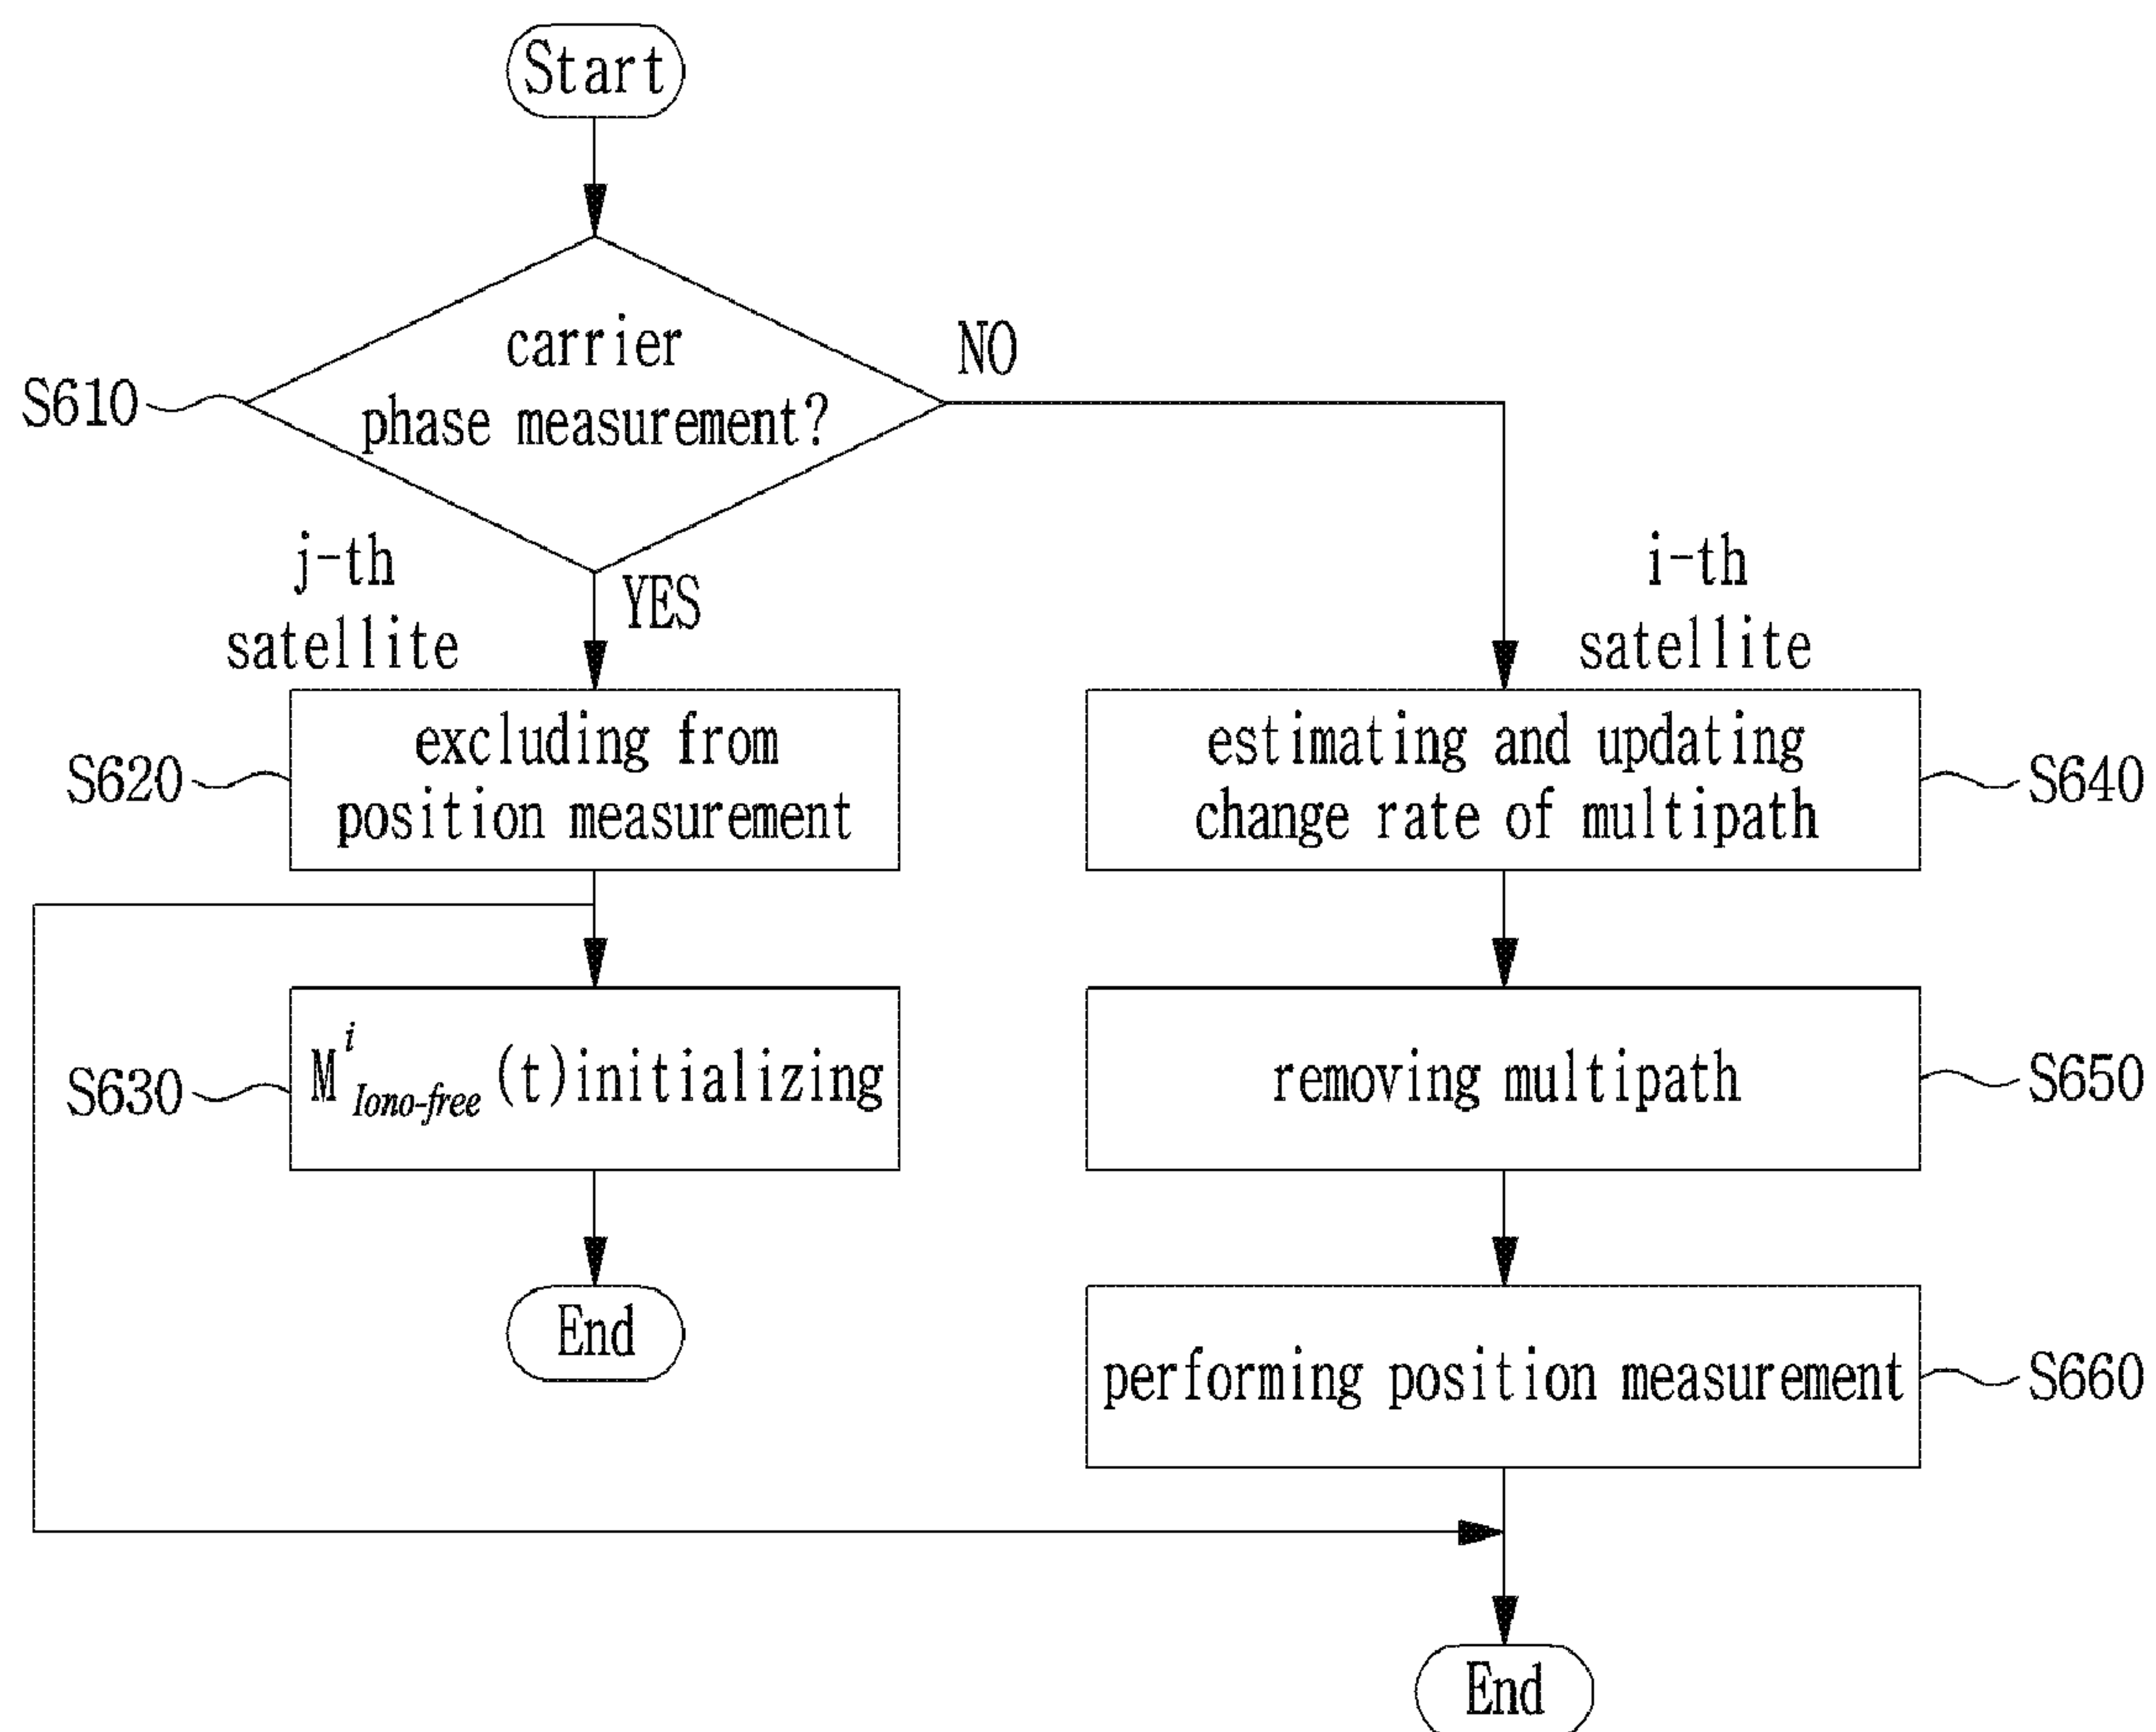 Start
carrier
phase measurement?
NO
S610
j-th
satellite
YES
i-th
satellite
excluding from
position measurement
S620
estimating and updating
change rate of multipath
S640
M^i_Iono-free (t)initializing
S630
removing multipath
S650
End
performing position measurement
S660
End